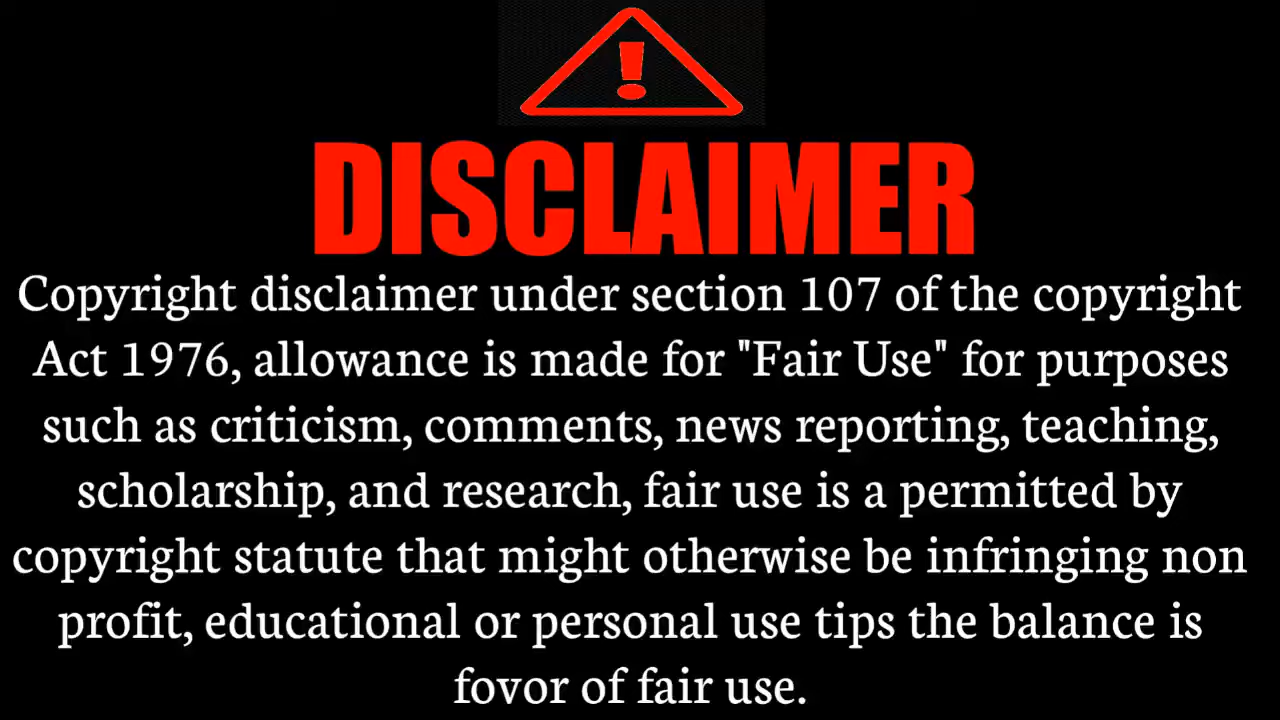 DISCLAIMER
Copyright disclaimer under section 107 of the copyright
Act 1976, allowance is made for "Fair Use" for purposes
such as criticism, comments, news reporting, teaching,
scholarship, and research, fair use is a permitted by
copyright statute that might otherwise be infringing non
profit, educational or personal use tips the balance is
fovor of fair use.